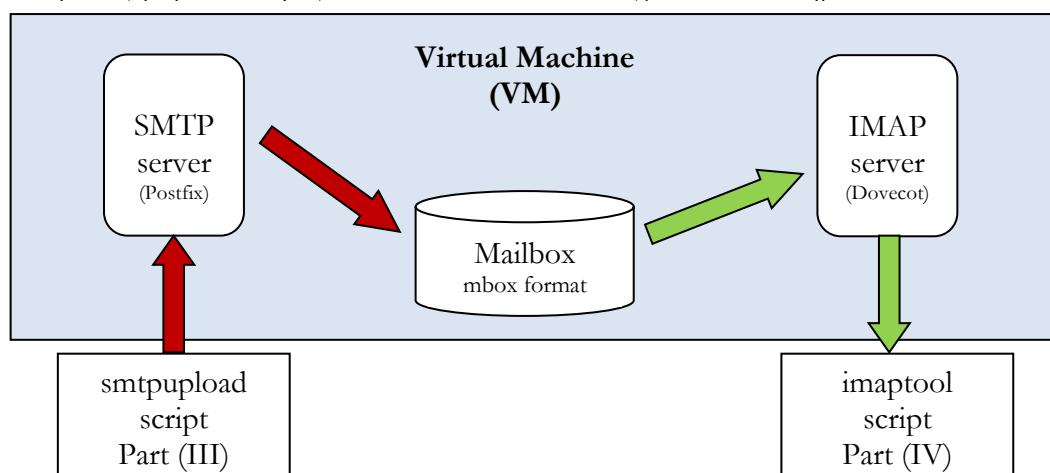 Virtual Machine
(VM)
SMTP
server
(Postfix)
IMAP
server
(Dovecot)
Mailbox
mbox format
smtpupload
script
Part (III)
imaptool
script
Part (IV)